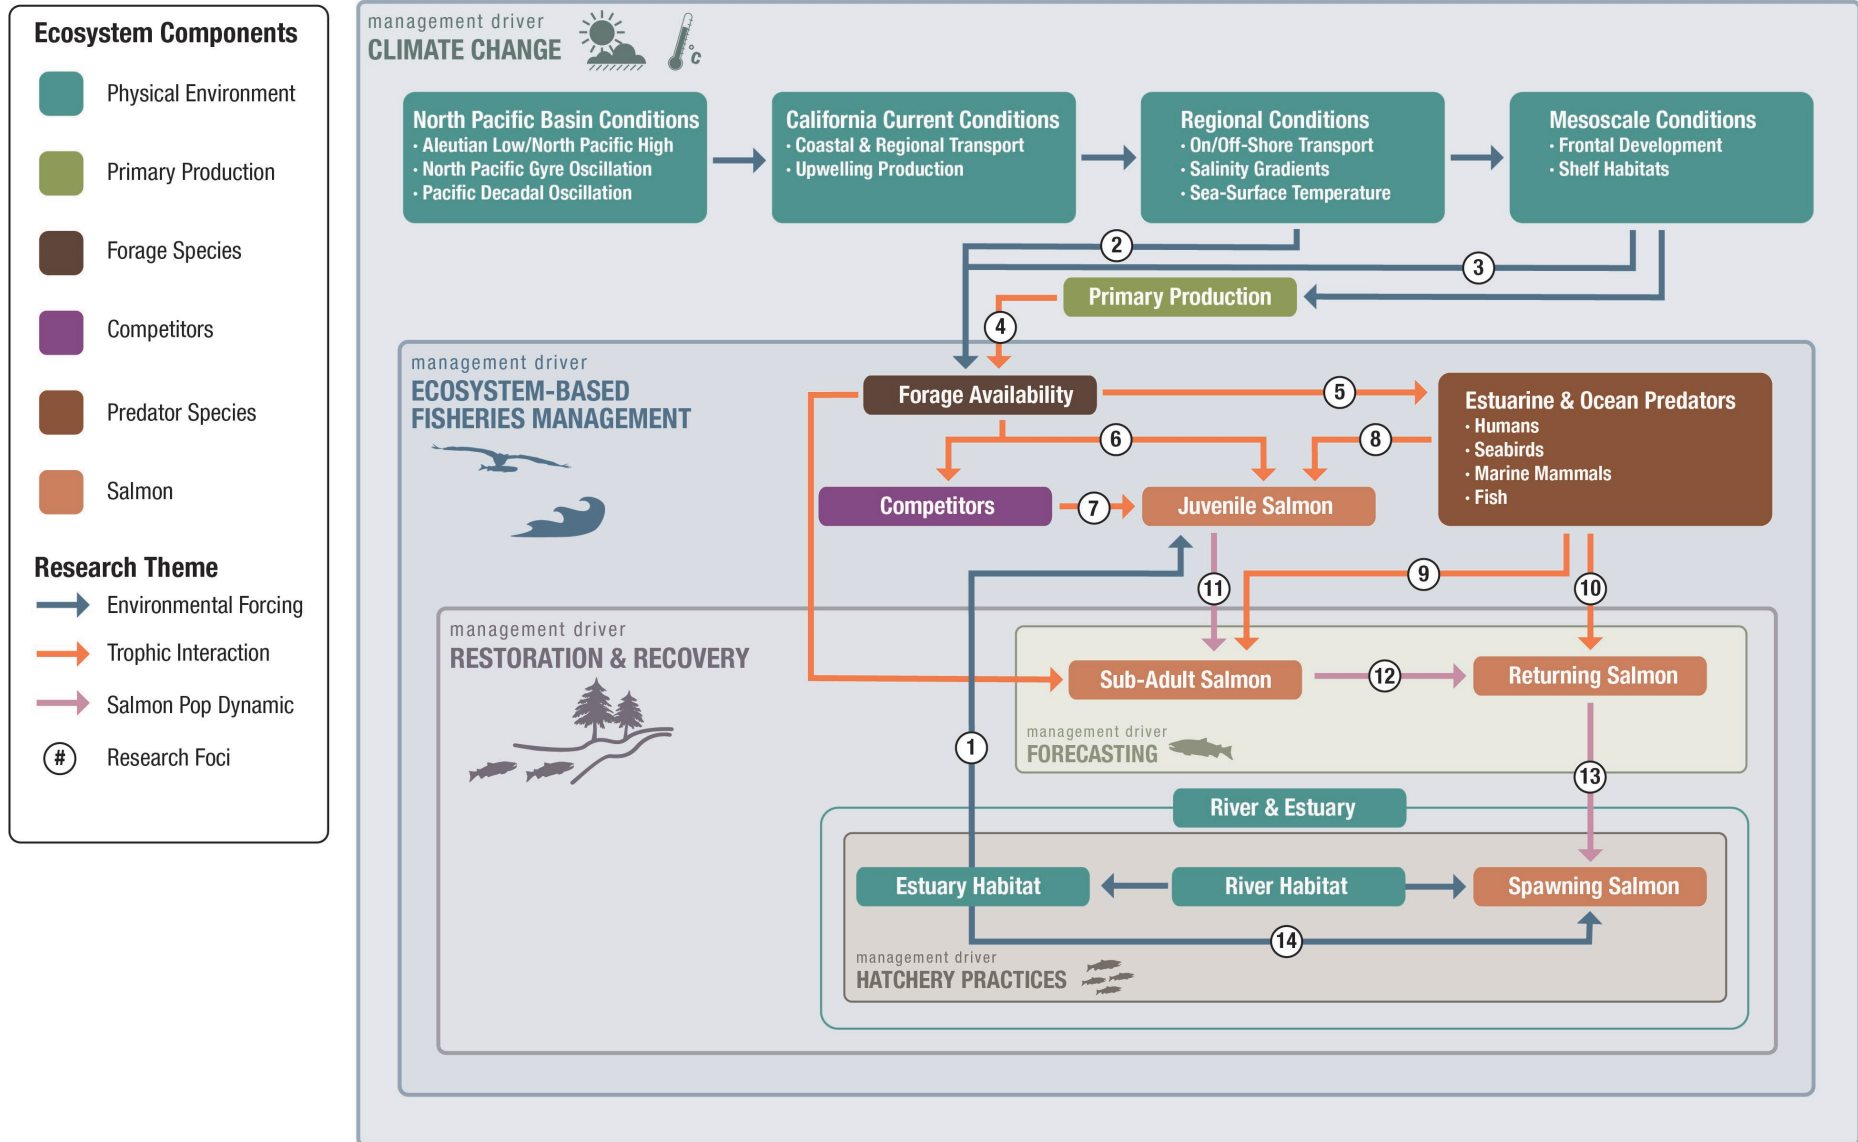 Ecosystem Components
Physical Environment
Primary Production
Forage Species
Competitors
Predator Species
Salmon
Research Theme
Environmental Forcing
Trophic Interaction
Salmon Pop Dynamic
# Research Foci
management driver
CLIMATE CHANGE
°C
North Pacific Basin Conditions
· Aleutian Low/North Pacific High
· North Pacific Gyre Oscillation
· Pacific Decadal Oscillation
California Current Conditions
· Coastal & Regional Transport
· Upwelling Production
Regional Conditions
· On/Off-Shore Transport
· Salinity Gradients
· Sea-Surface Temperature
Mesoscale Conditions
· Frontal Development
· Shelf Habitats
2
3
Primary Production
4
management driver
ECOSYSTEM-BASED
FISHERIES MANAGEMENT
Forage Availability
5
Estuarine & Ocean Predators
· Humans
· Seabirds
· Marine Mammals
· Fish
6
8
Competitors
7
Juvenile Salmon
9
10
11
management driver
RESTORATION & RECOVERY
Sub-Adult Salmon
12
Returning Salmon
management driver
FORECASTING
1
13
River & Estuary
Estuary Habitat
River Habitat
Spawning Salmon
14
management driver
HATCHERY PRACTICES